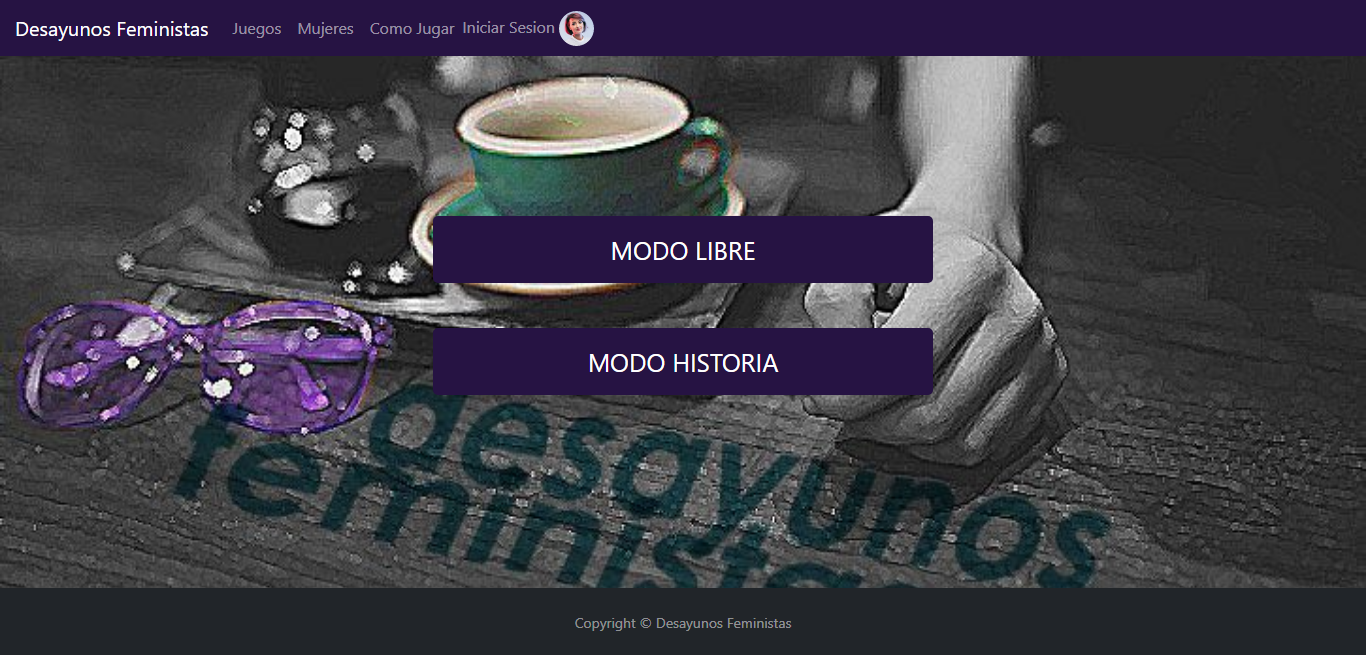 Desayunos Feministas Juegos Mujeres Como Jugar Iniciar Sesion
MODO LIBRE
MODO HISTORIA
desayunos
feministas
Copyright © Desayunos Feministas